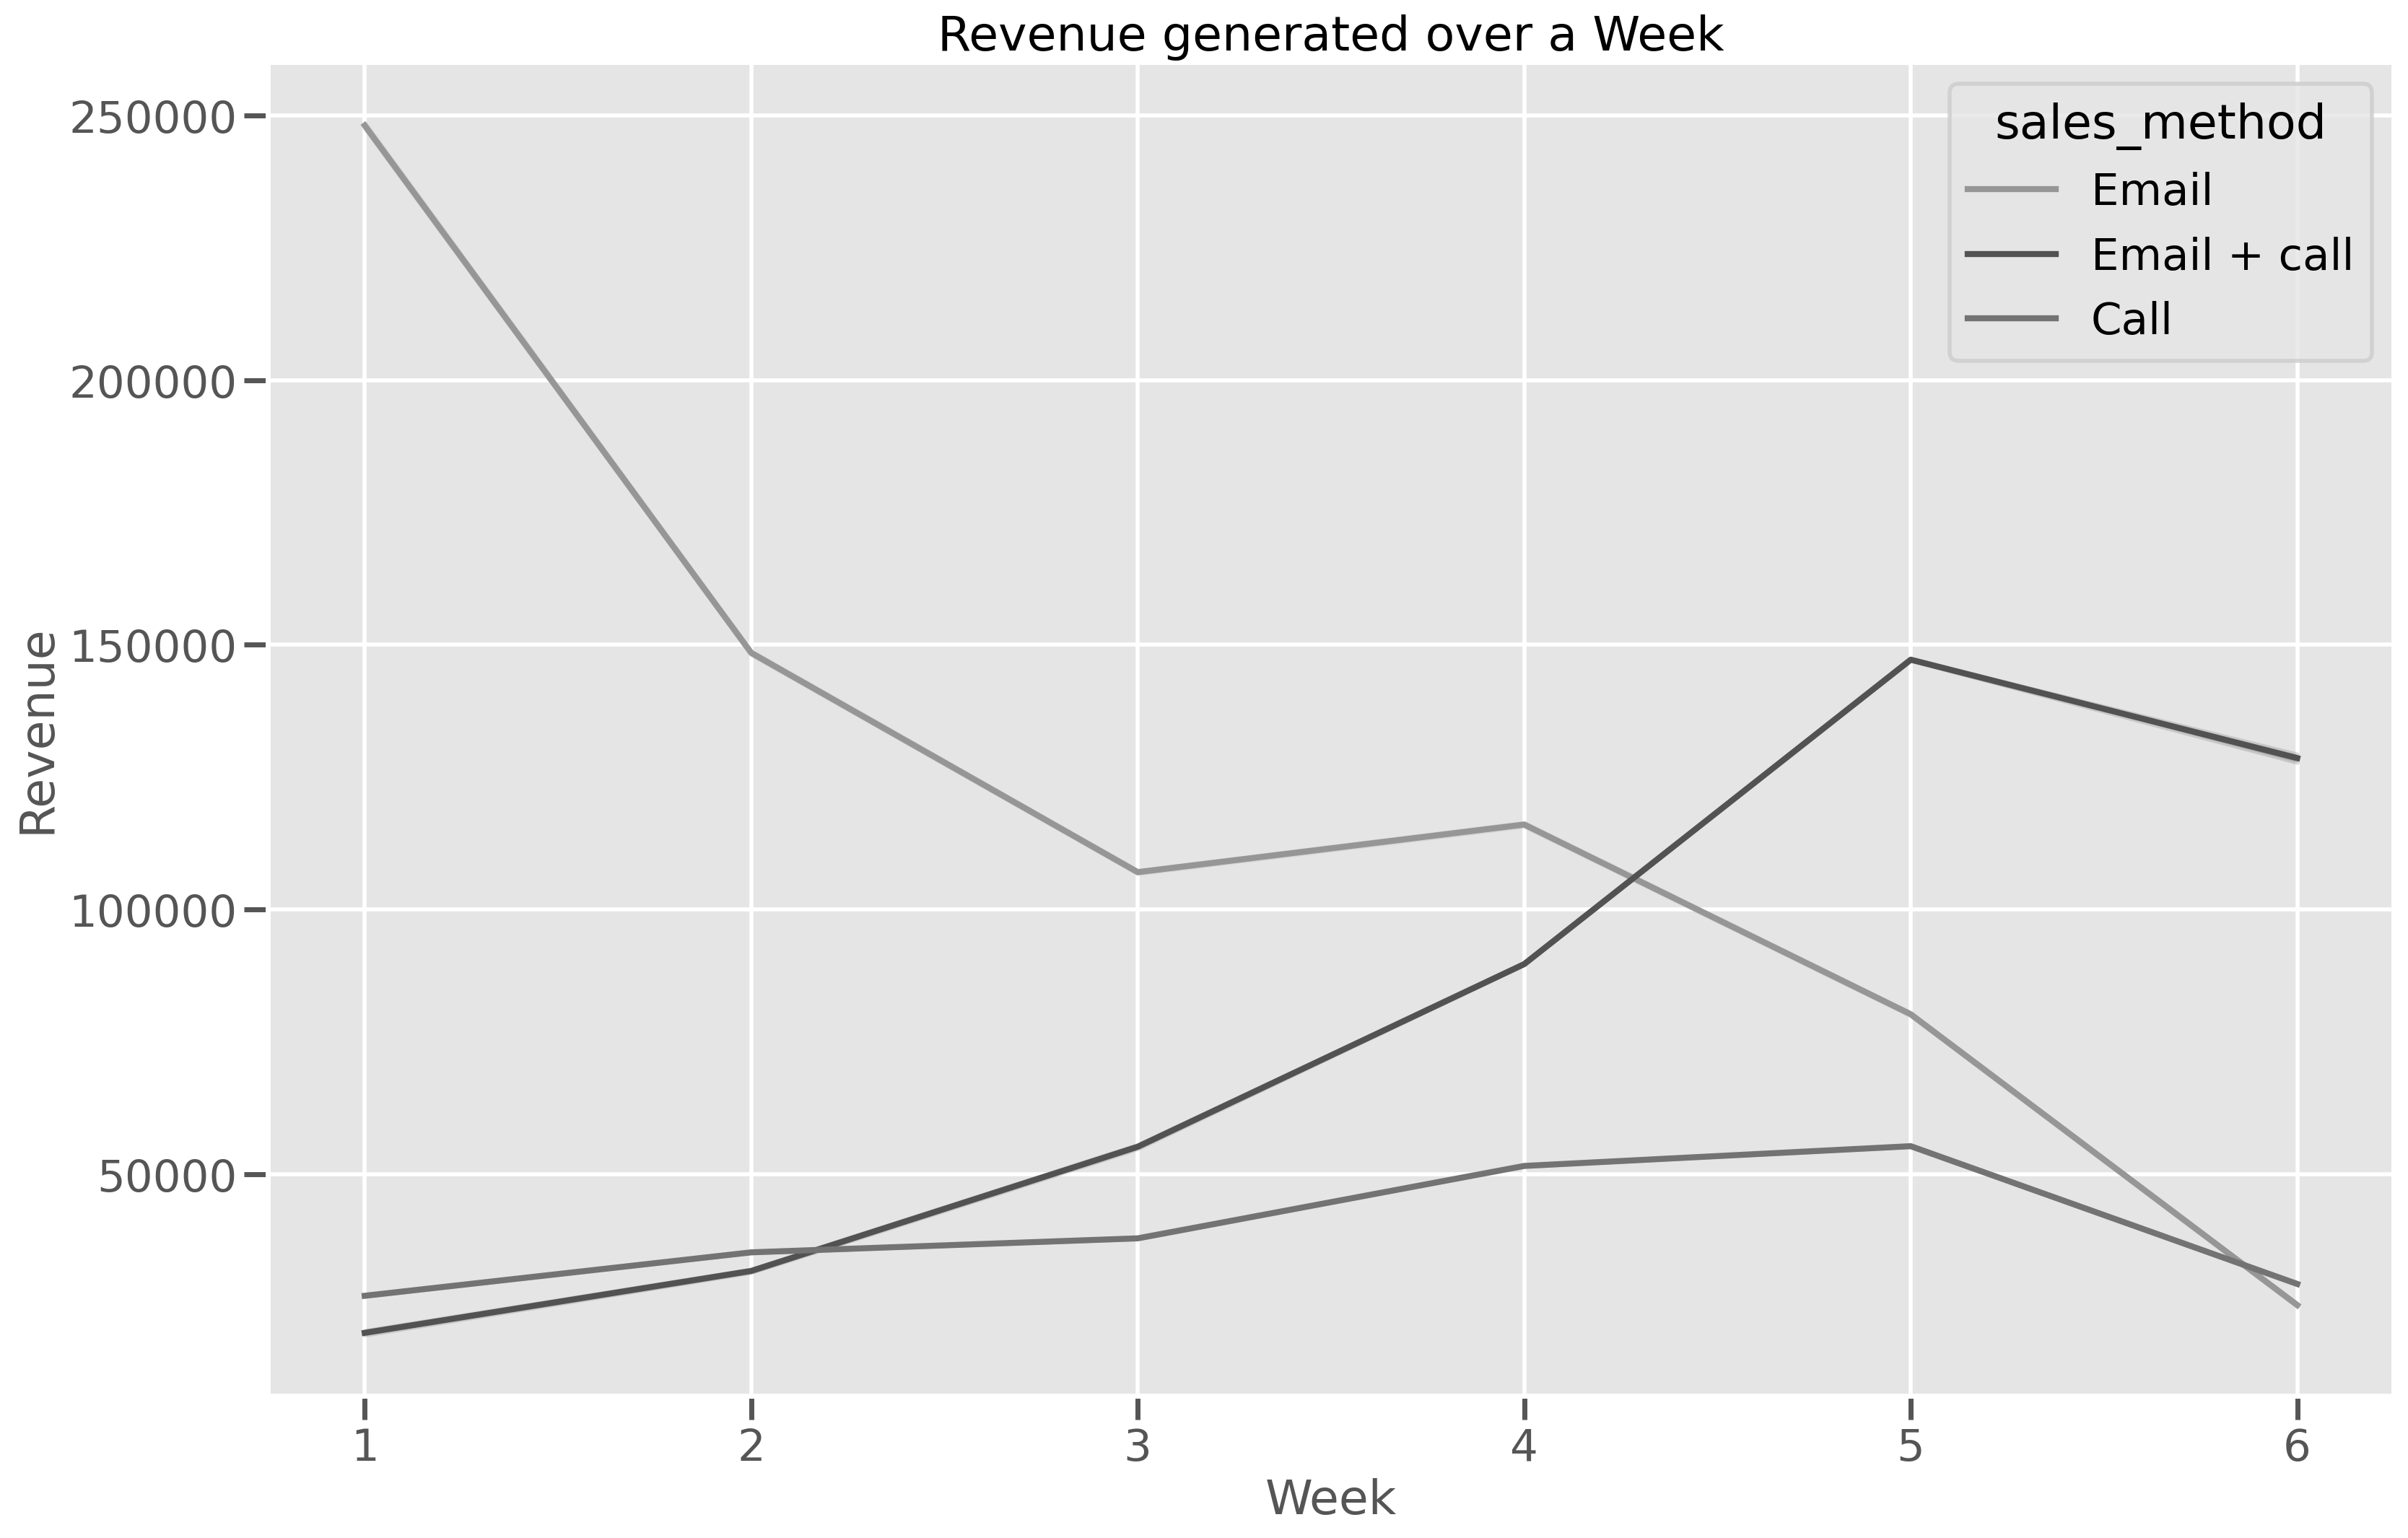 Revenue generated over a Week
sales_method
Email
Email + call
Call
250000
200000
150000
100000
50000
Revenue
1 2 3 4 5 6
Week